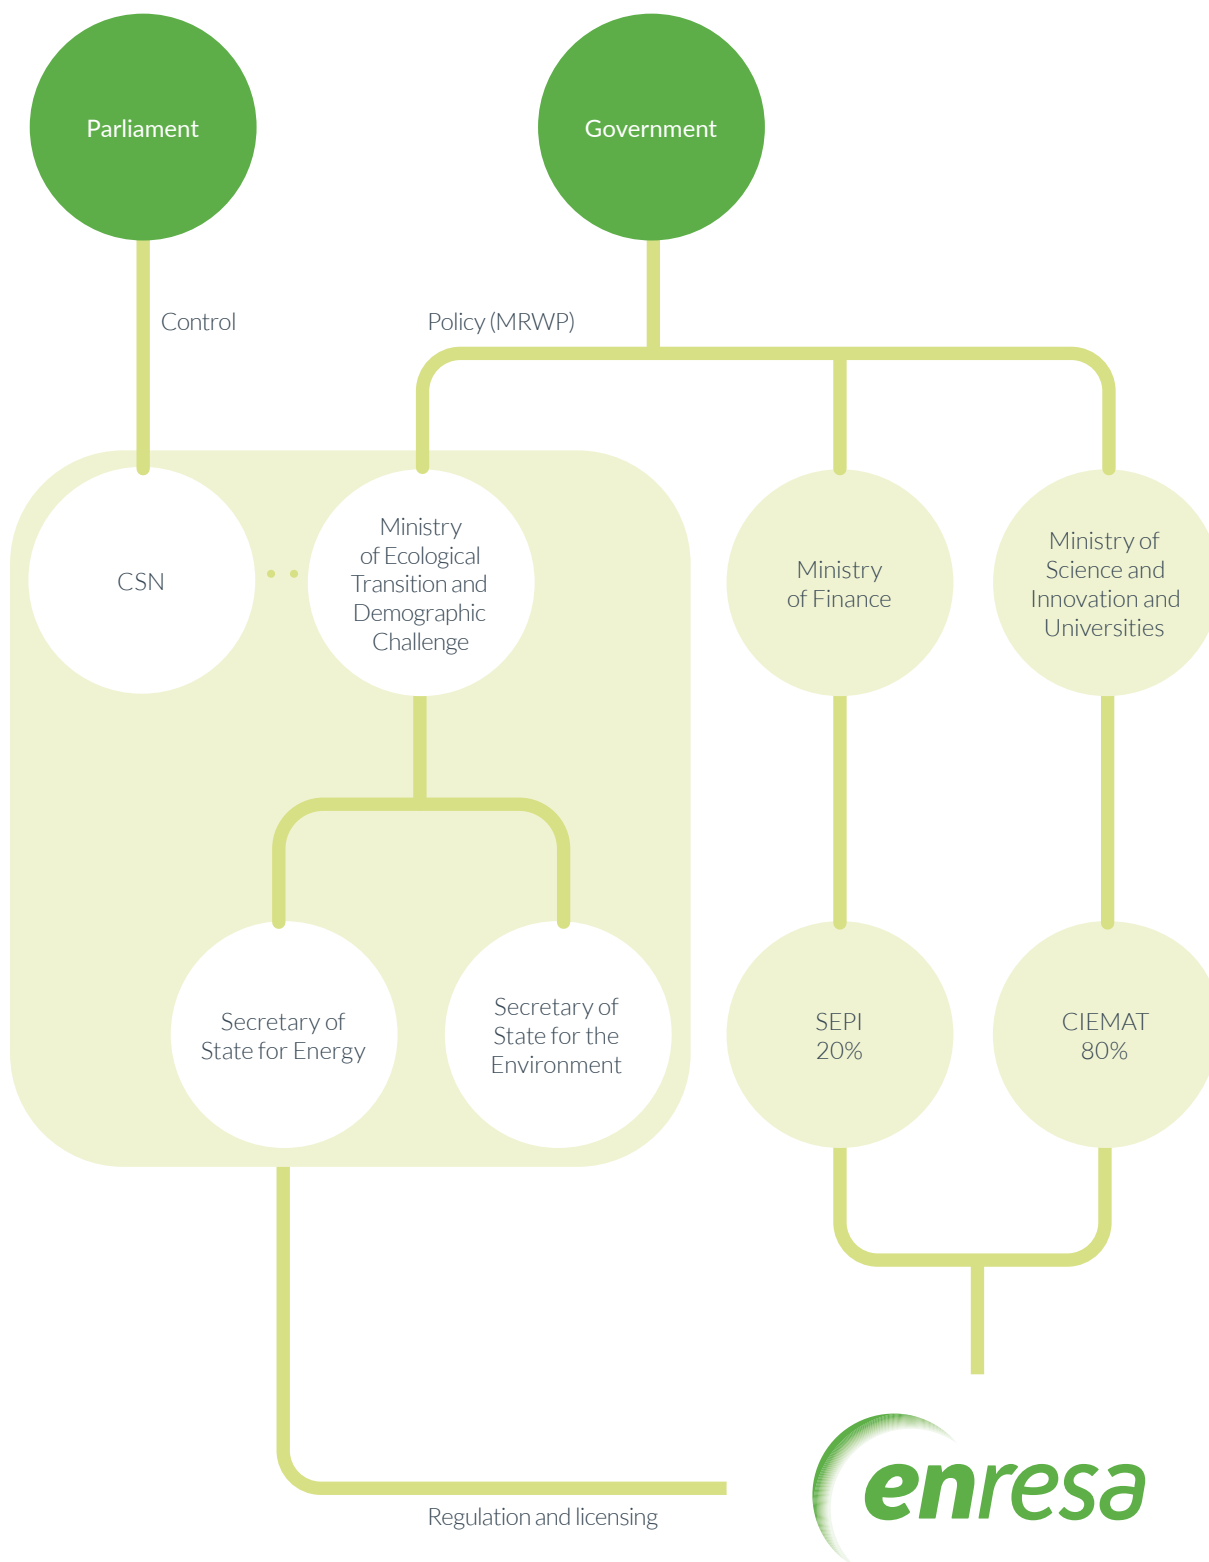 Parliament
Government
Control
Policy (MRWP)
CSN
Ministry
of Ecological
Transition and
Demographic
Challenge
Ministry
of Finance
Ministry of
Science and
Innovation and
Universities
Secretary of
State for Energy
Secretary of
State for the
Environment
SEPI
20%
CIEMAT
80%
enresa
Regulation and licensing